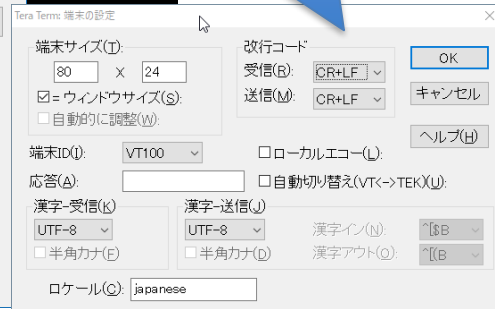 Tera Term: 端末の設定
端末サイズ(T):
80 X 24
☑= ウィンドウサイズ(S):
☐自動的に調整(W):
改行コード
受信(R): CR+LF
送信(M): CR+LF
OK
キャンセル
ヘルプ(H)
端末ID(I): VT100
☐ローカルエコー(L):
応答(A):
☐自動切り替え(VT<->TEK)(U):
漢字-受信(K)
UTF-8
☐半角カナ(F)
漢字-送信(J)
UTF-8
☐半角カナ(D)
漢字イン(N): ^[$B
漢字アウト(O): ^[(B
ロケール(C): japanese